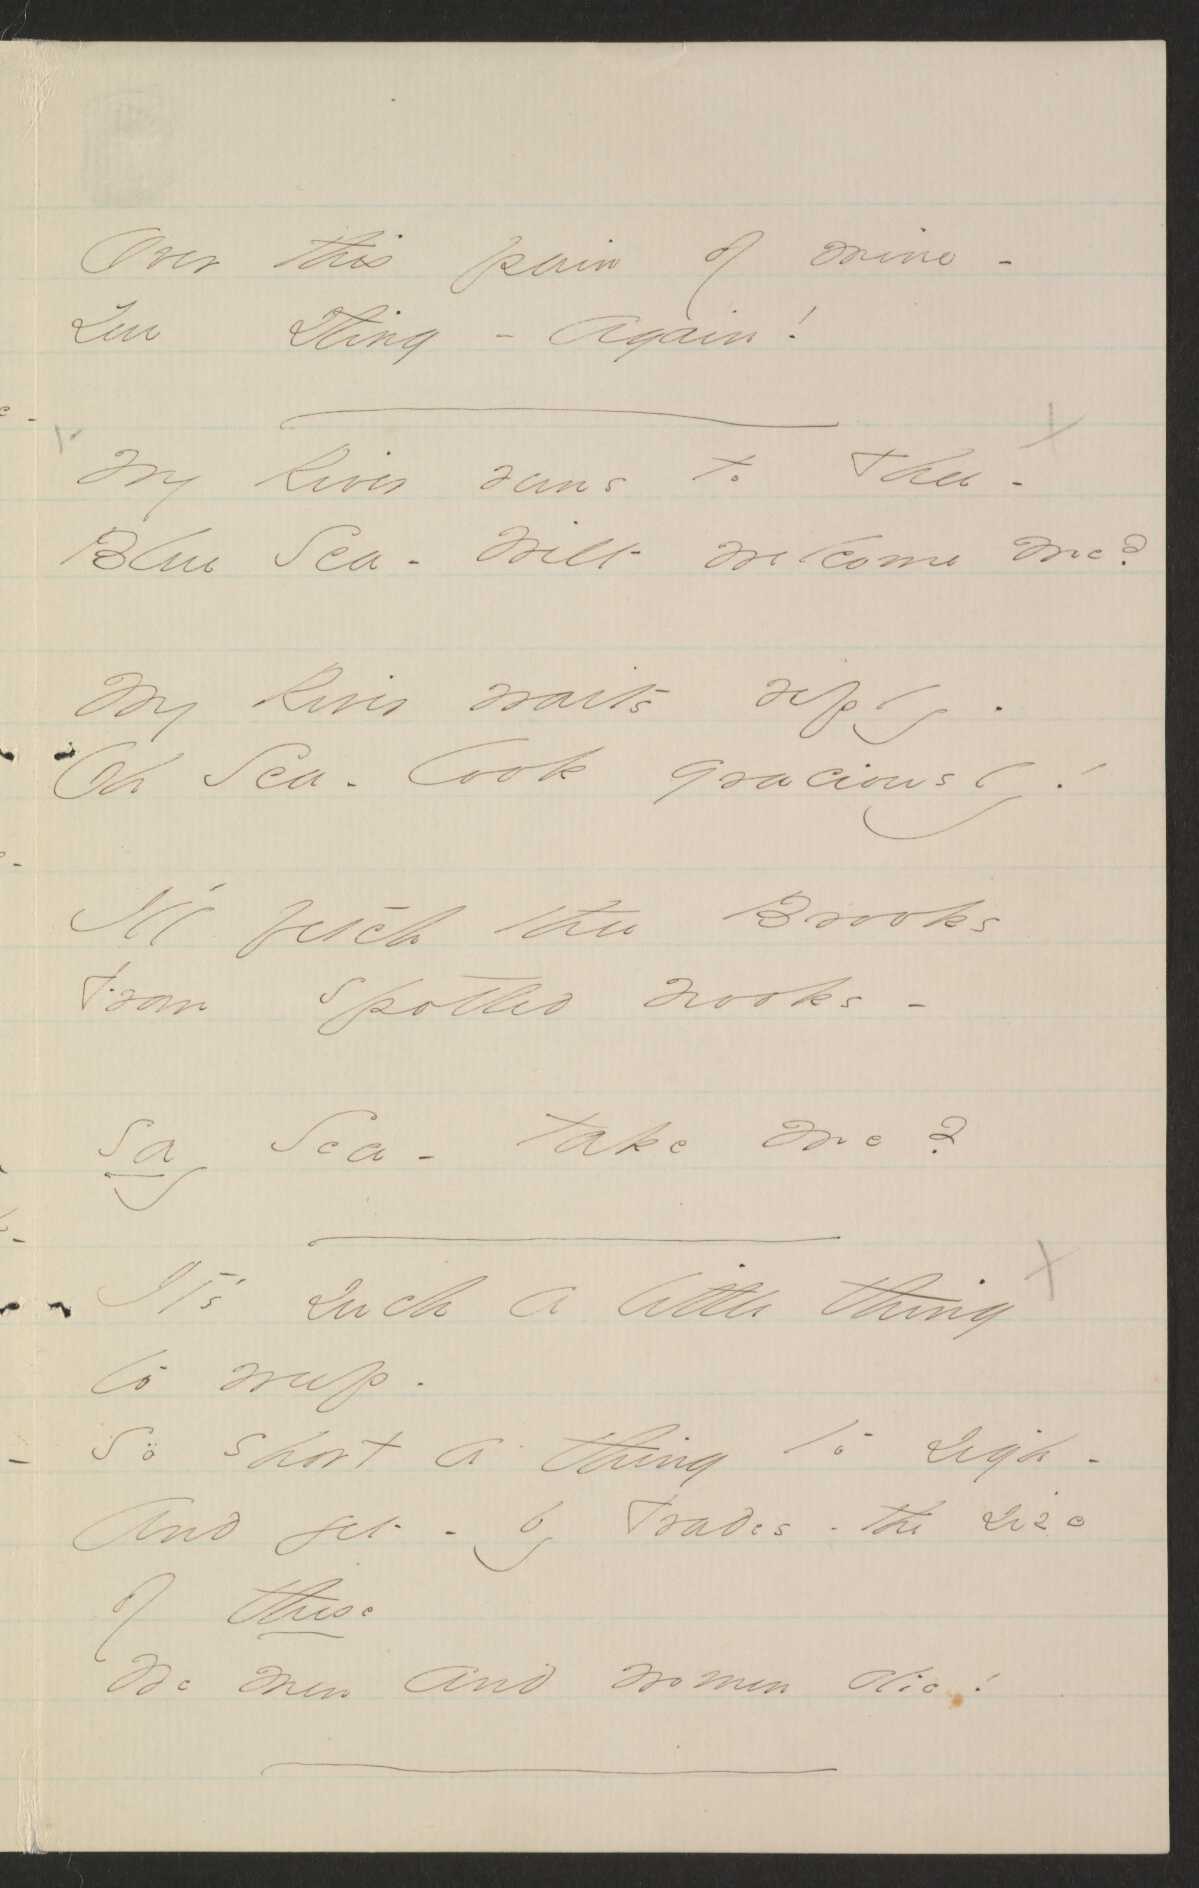 Over this pain of mine -
Sun Sting - Again!
My River runs to Thee -
Blue Sea - Wilt welcome me?
My River waits reply -
Oh Sea - look graciously!
I'll fetch thee Brooks
From spotted nooks -
Say Sea - take me?
It's such a little thing
to weep -
So short a thing to sigh -
And yet - by Trades - the size
of these
We men and women die!